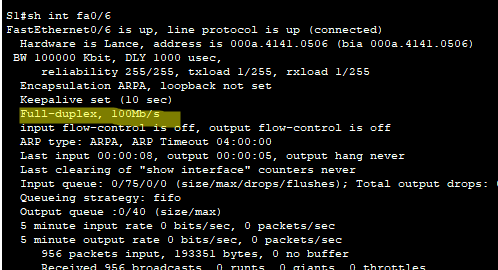 S1#sh int fa0/6
FastEthernet0/6 is up, line protocol is up (connected)
Hardware is Lance, address is 000a.4141.0506 (bia 000a.4141.0506)
BW 100000 Kbit, DLY 1000 usec,
reliability 255/255, txload 1/255, rxload 1/255
Encapsulation ARPA, loopback not set
Keepalive set (10 sec)
Full-duplex, 100Mb/s
input flow-control is off, output flow-control is off
ARP type: ARPA, ARP Timeout 04:00:00
Last input 00:00:08, output 00:00:05, output hang never
Last clearing of "show interface" counters never
Input queue: 0/75/0/0 (size/max/drops/flushes); Total output drops:
Queueing strategy: fifo
Output queue :0/40 (size/max)
5 minute input rate 0 bits/sec, 0 packets/sec
5 minute output rate 0 bits/sec, 0 packets/sec
956 packets input, 193351 bytes, 0 no buffer
Received 956 broadcasts, 0 runts, 0 giants, 0 throttles